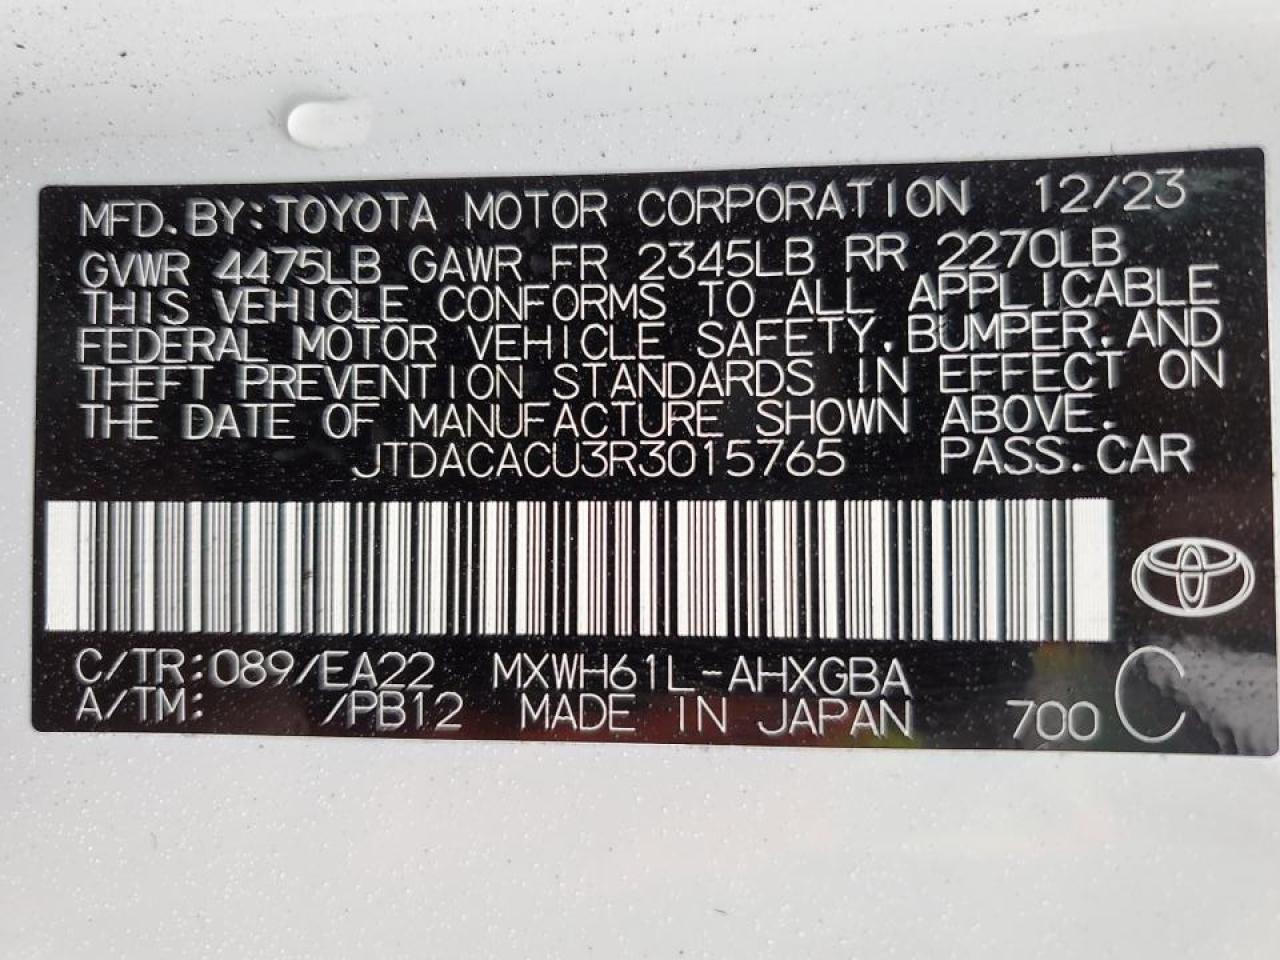 MFD. BY: TOYOTA MOTOR CORPORATION 12/23
GVWR 4475LB GAWR FR 2345LB RR 2270LB
THIS VEHICLE CONFORMS TO ALL APPLICABLE
FEDERAL MOTOR VEHICLE SAFETY, BUMPER, AND
THEFT PREVENTION STANDARDS IN EFFECT ON
THE DATE OF MANUFACTURE SHOWN ABOVE.
JTDACACU3R3015765 PASS. CAR
C/TR: 089/EA22 MXWH61L-AHXGBA C
A/TM: /PB12 MADE IN JAPAN 700